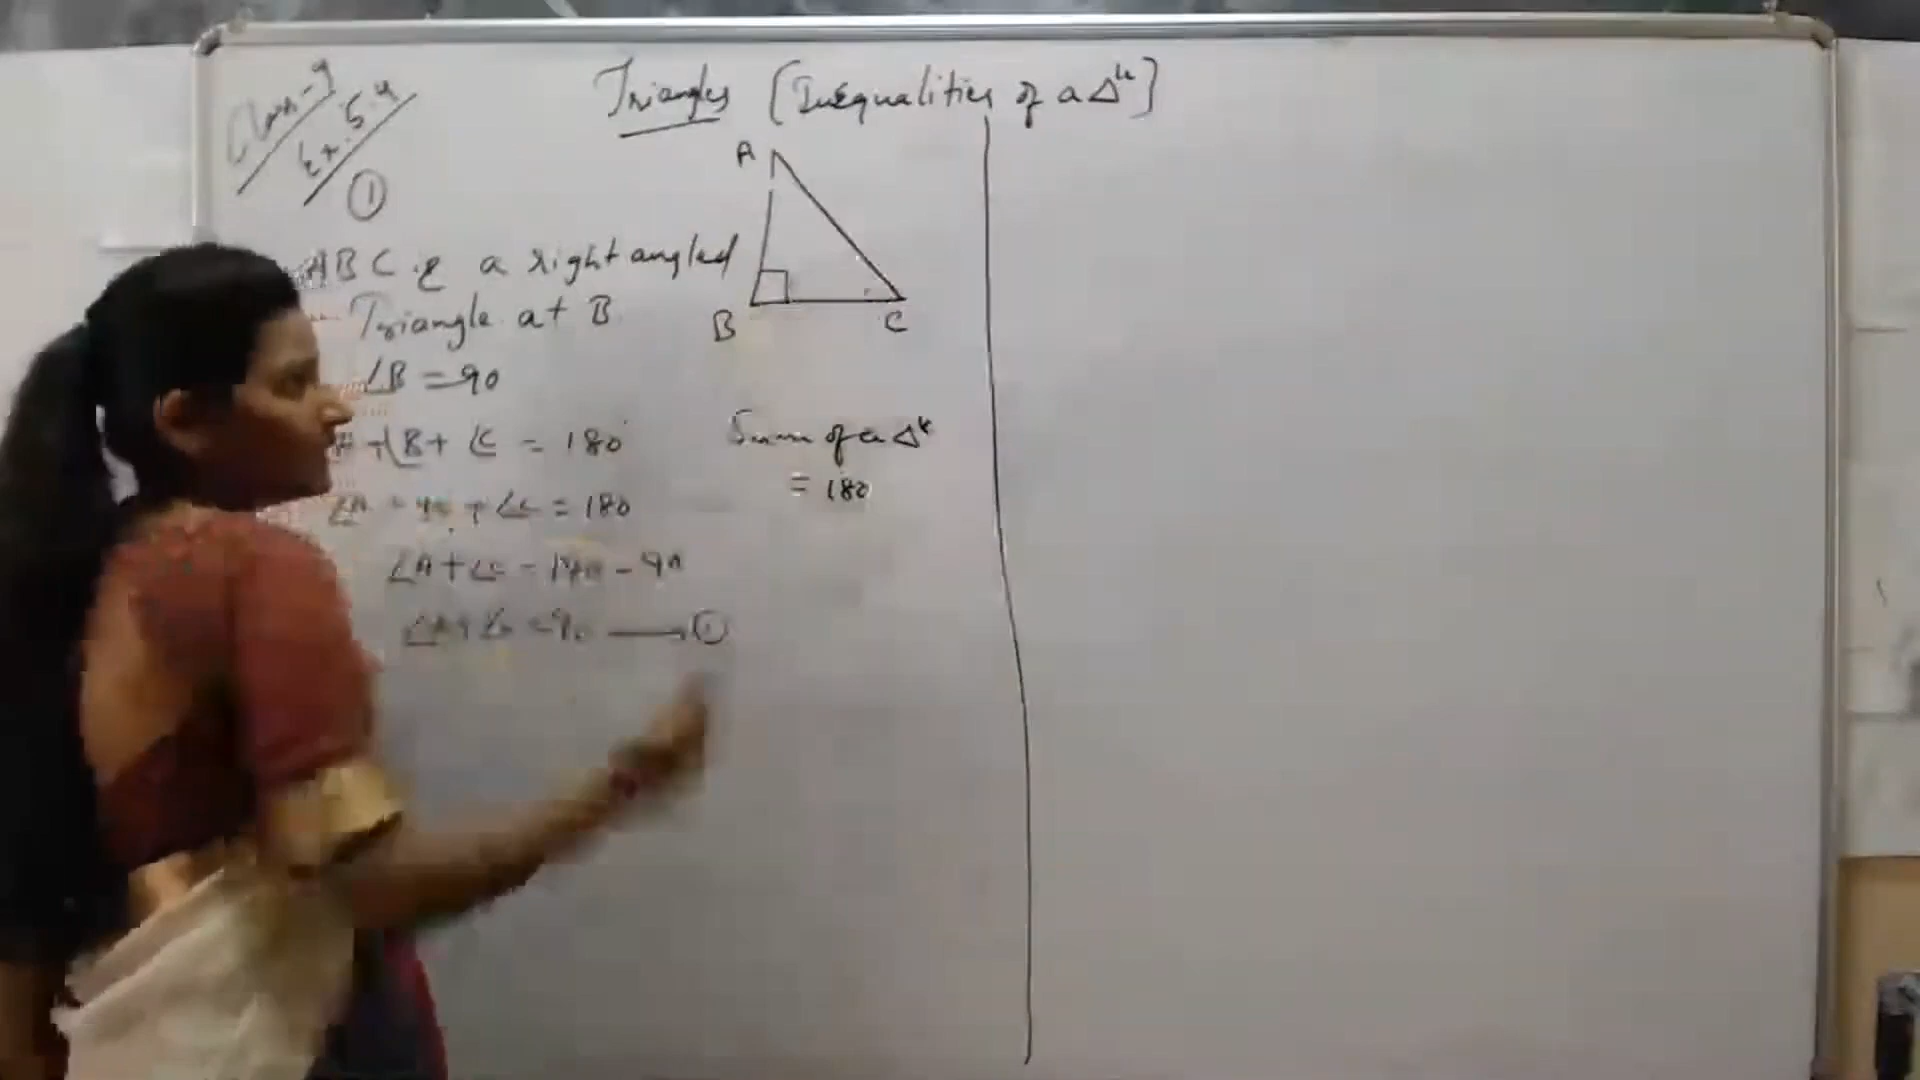 Class-9
Ex. 5.4
①
Triangles [Inequalities of a Δle]
A
B
C
ABC is a right angled
Triangle at B
∠B = 90
+ ∠B + ∠C = 180
Sum of a Δle
= 180
∠A + 90 + ∠C = 180
∠A + ∠C = 180 - 90
∠A + ∠C = 90 → ①